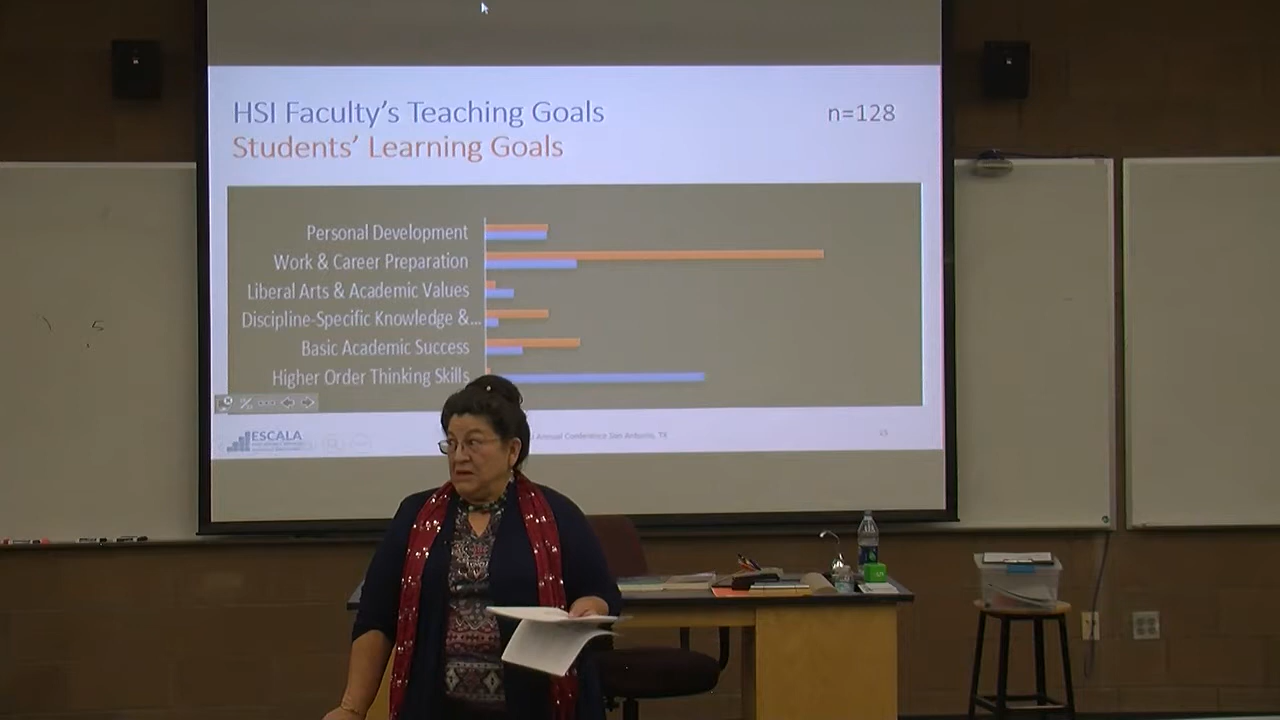 HSI Faculty's Teaching Goals
n=128
Students' Learning Goals
Personal Development
Work & Career Preparation
Liberal Arts & Academic Values
Discipline-Specific Knowledge &...
Basic Academic Success
Higher Order Thinking Skills
ESCALA
Annual Conference San Antonio, TX
5